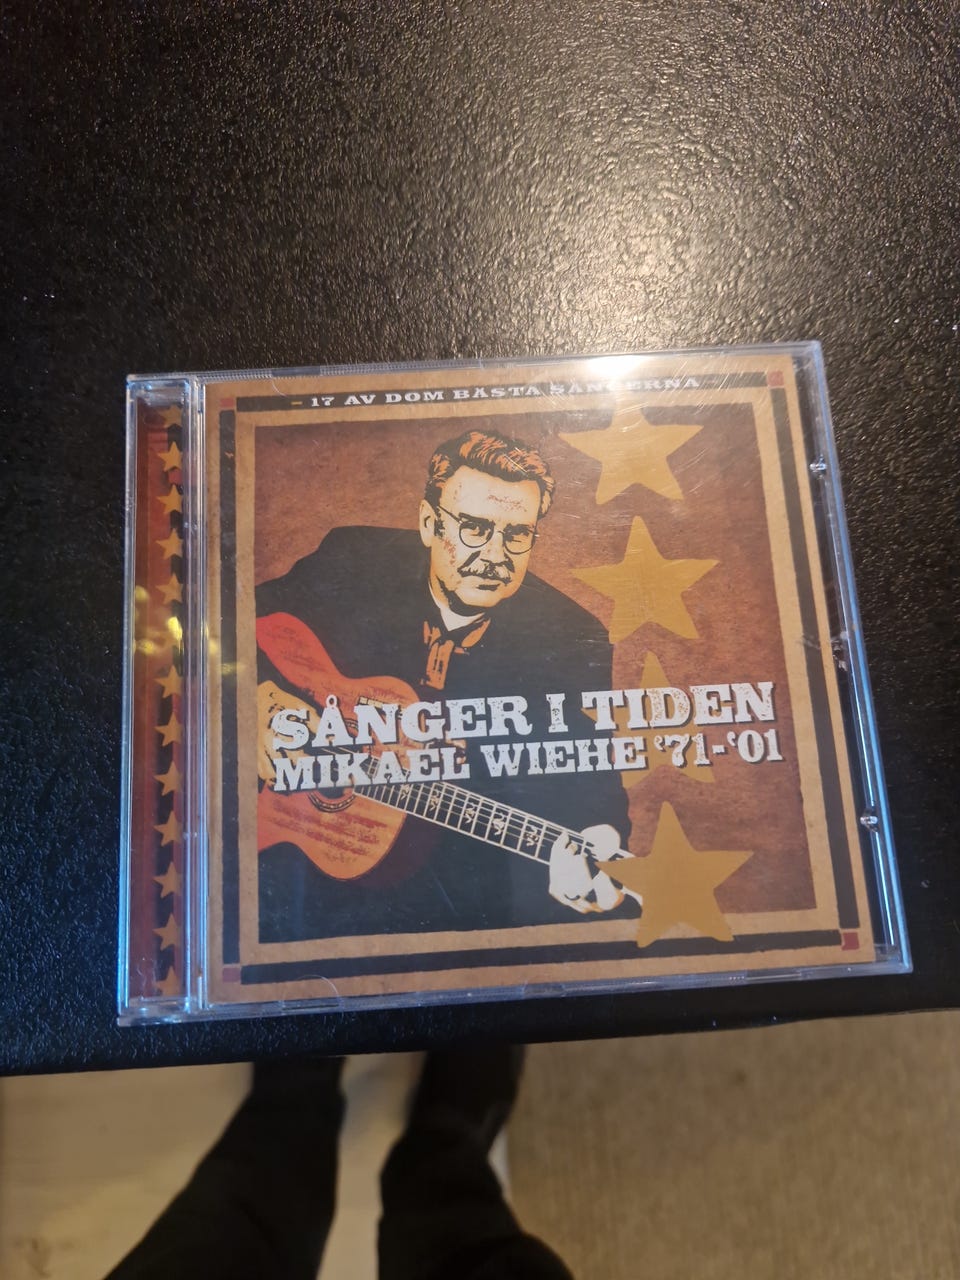 – 17 AV DOM BÄSTA SÅNGERNA
SÅNGER I TIDEN
MIKAEL WIEHE ‘71-‘01